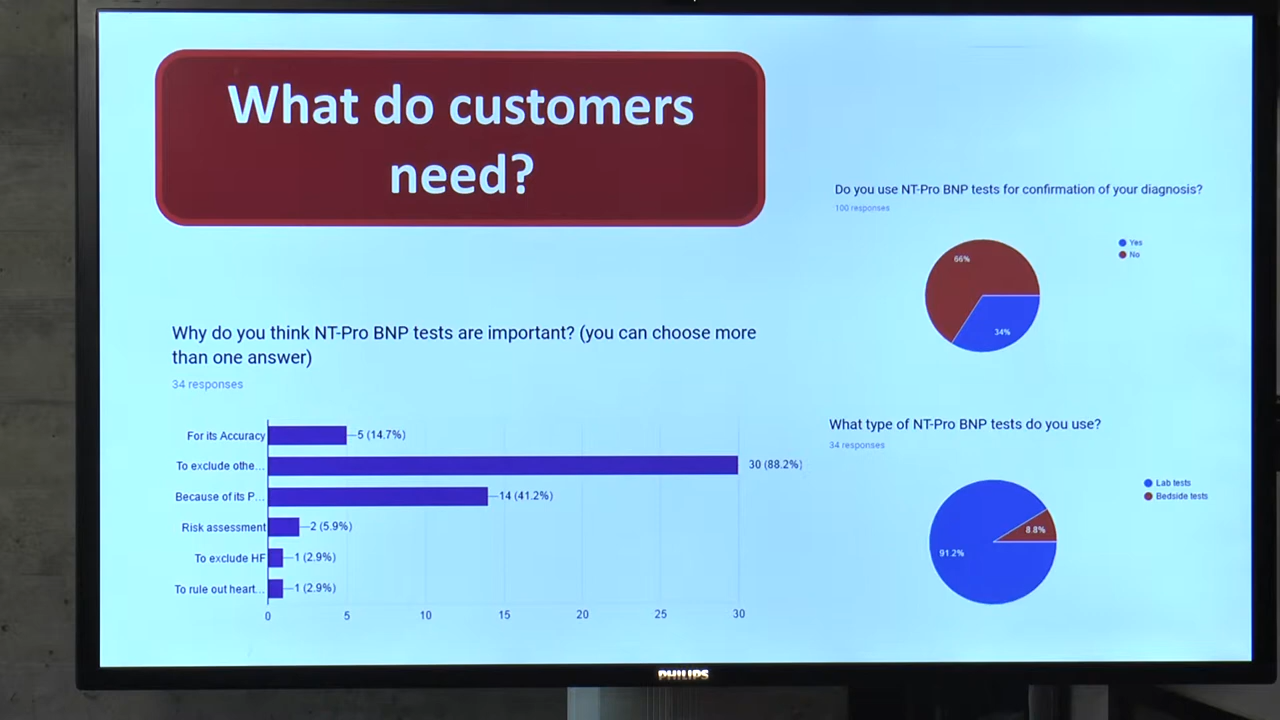 What do customers
need?
Why do you think NT-Pro BNP tests are important? (you can choose more
than one answer)
34 responses
For its Accuracy
5 (14.7%)
To exclude othe...
30 (88.2%)
Because of its P...
14 (41.2%)
Risk assessment
2 (5.9%)
To exclude HF
1 (2.9%)
To rule out heart...
1 (2.9%)
0 5 10 15 20 25 30
Do you use NT-Pro BNP tests for confirmation of your diagnosis?
100 responses
Yes
No
66%
34%
What type of NT-Pro BNP tests do you use?
34 responses
Lab tests
Bedside tests
8.8%
91.2%
PHILIPS